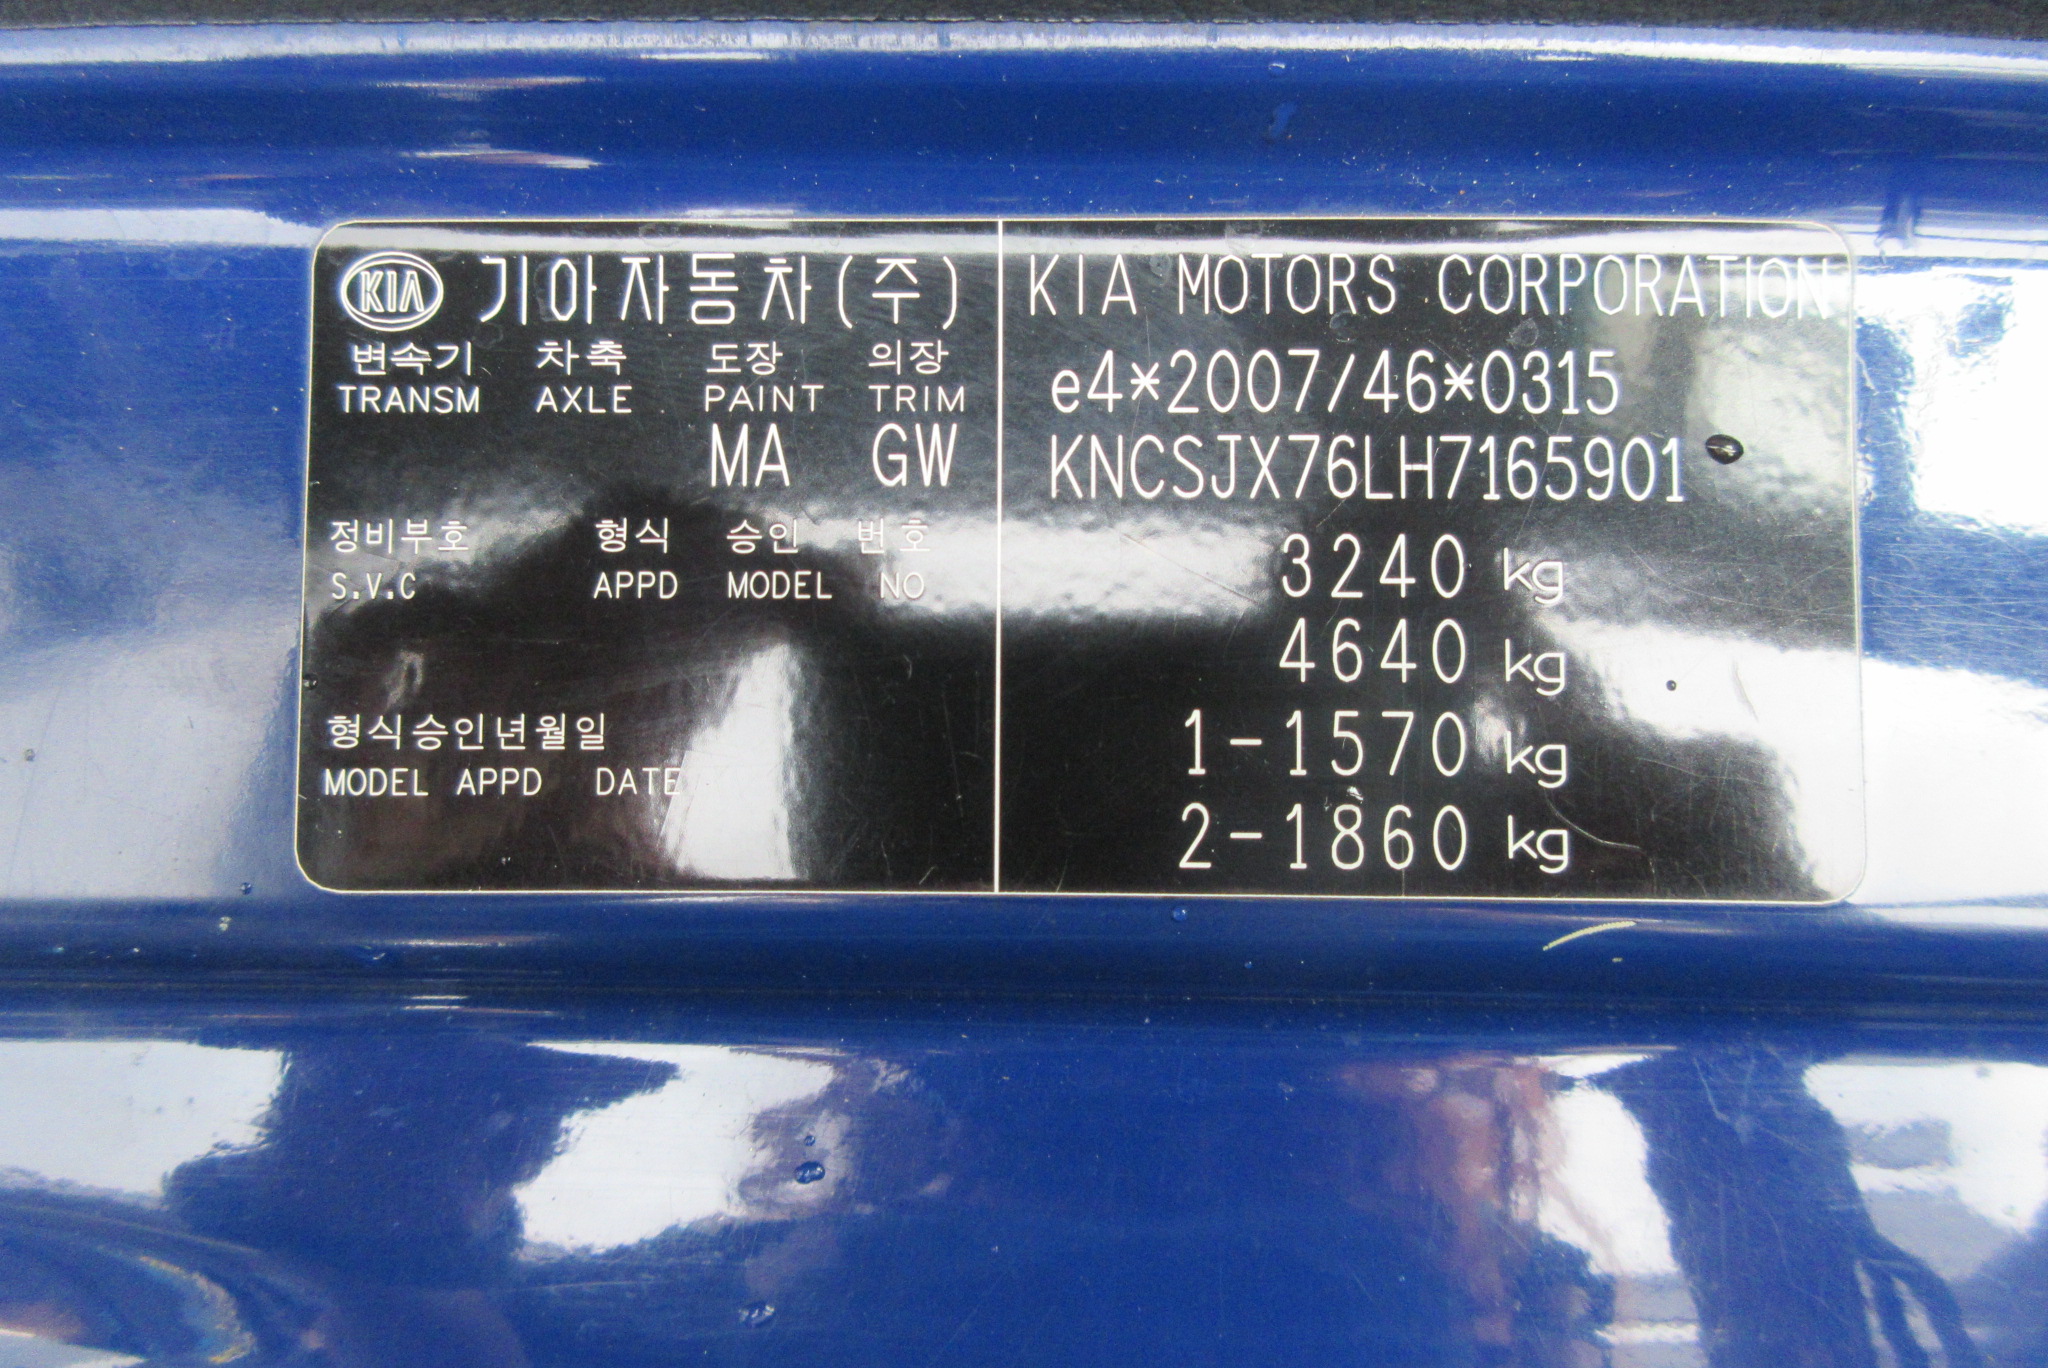 KIA 기아자동차(주)
변속기 차축 도장 의장
TRANSM AXLE PAINT TRIM
MA GW
정비부호 형식 승인 번호
S.V.C APPD MODEL NO
형식승인년월일
MODEL APPD DATE
KIA MOTORS CORPORATION
e4*2007/46*0315
KNCSJX76LH7165901
3240 kg
4640 kg
1-1570 kg
2-1860 kg